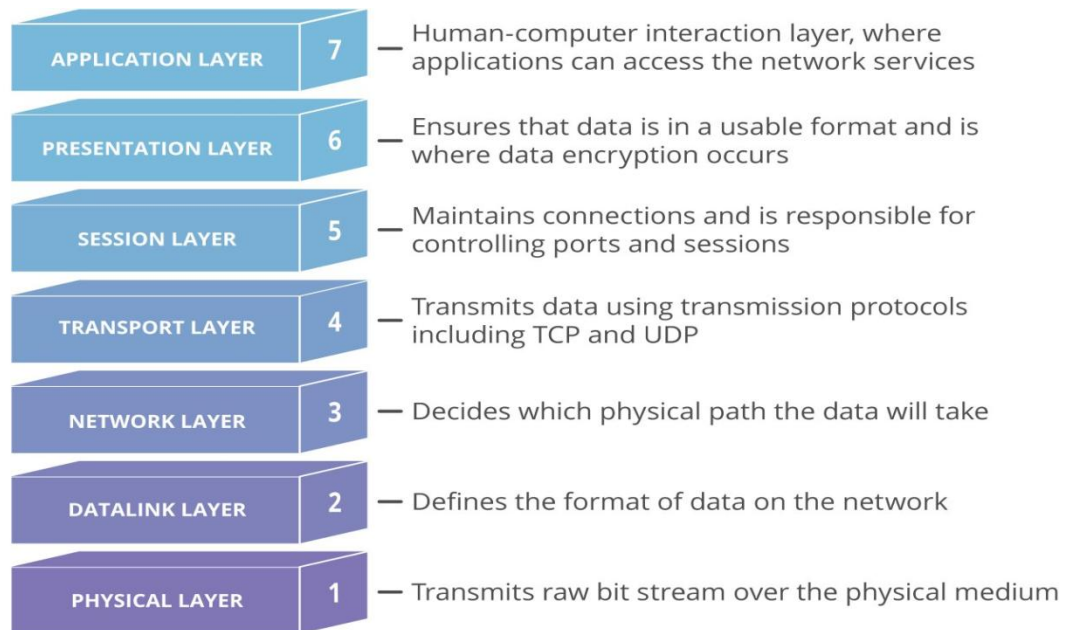 APPLICATION LAYER 7 — Human-computer interaction layer, where
applications can access the network services
PRESENTATION LAYER 6 — Ensures that data is in a usable format and is
where data encryption occurs
SESSION LAYER 5 — Maintains connections and is responsible for
controlling ports and sessions
TRANSPORT LAYER 4 — Transmits data using transmission protocols
including TCP and UDP
NETWORK LAYER 3 — Decides which physical path the data will take
DATALINK LAYER 2 — Defines the format of data on the network
PHYSICAL LAYER 1 — Transmits raw bit stream over the physical medium